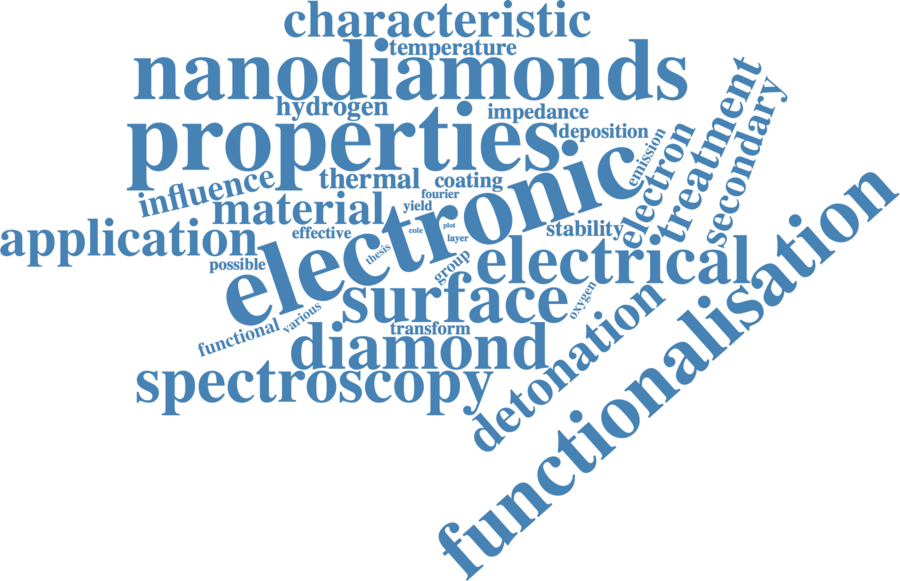 characteristic
temperature
nanodiamonds
hydrogen
impedance
properties
deposition
emission
treatment
secondary
electron
influence
thermal
coating
fourier
material
yield
plot
cole
layer
application
effective
stability
electronic
thesis
possible
group
electrical
functionalisation
surface
oxygen
various
functional
transform
detonation
diamond
spectroscopy